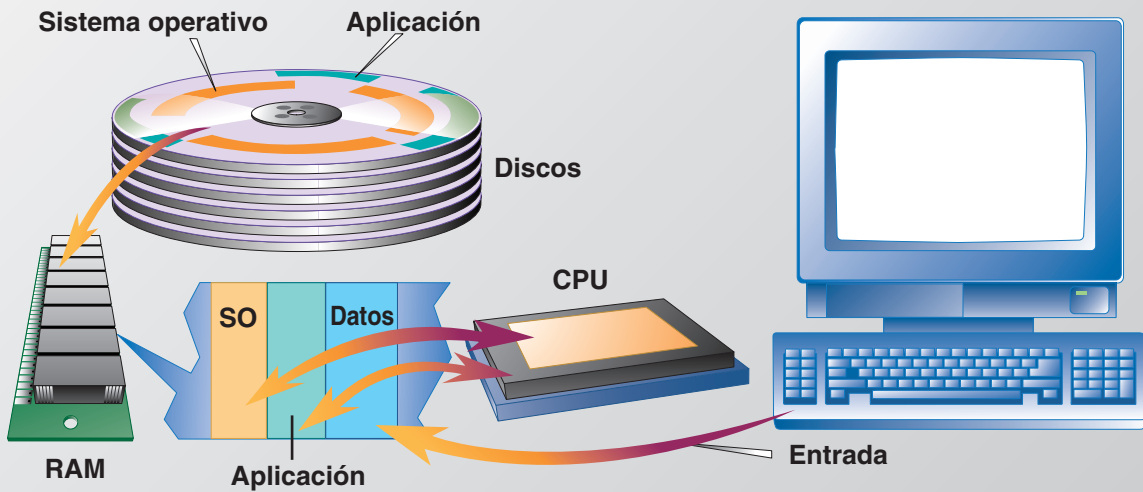 Sistema operativo
Aplicación
Discos
CPU
SO
Datos
RAM
Aplicación
Entrada